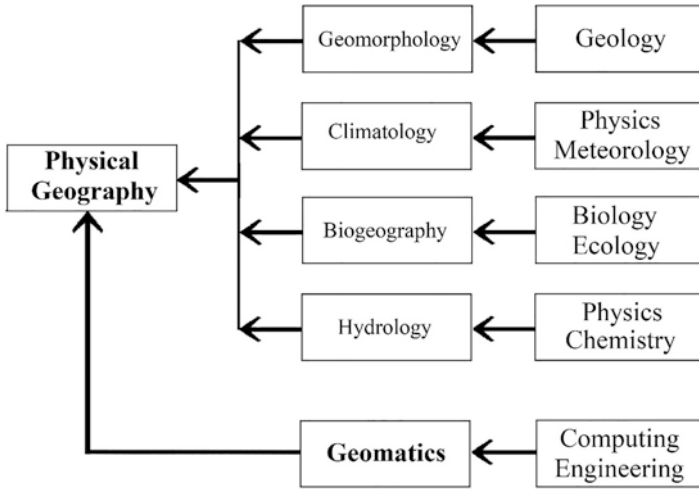 Geomorphology
Geology
Climatology
Physics
Meteorology
Physical
Geography
Biogeography
Biology
Ecology
Hydrology
Physics
Chemistry
Geomatics
Computing
Engineering